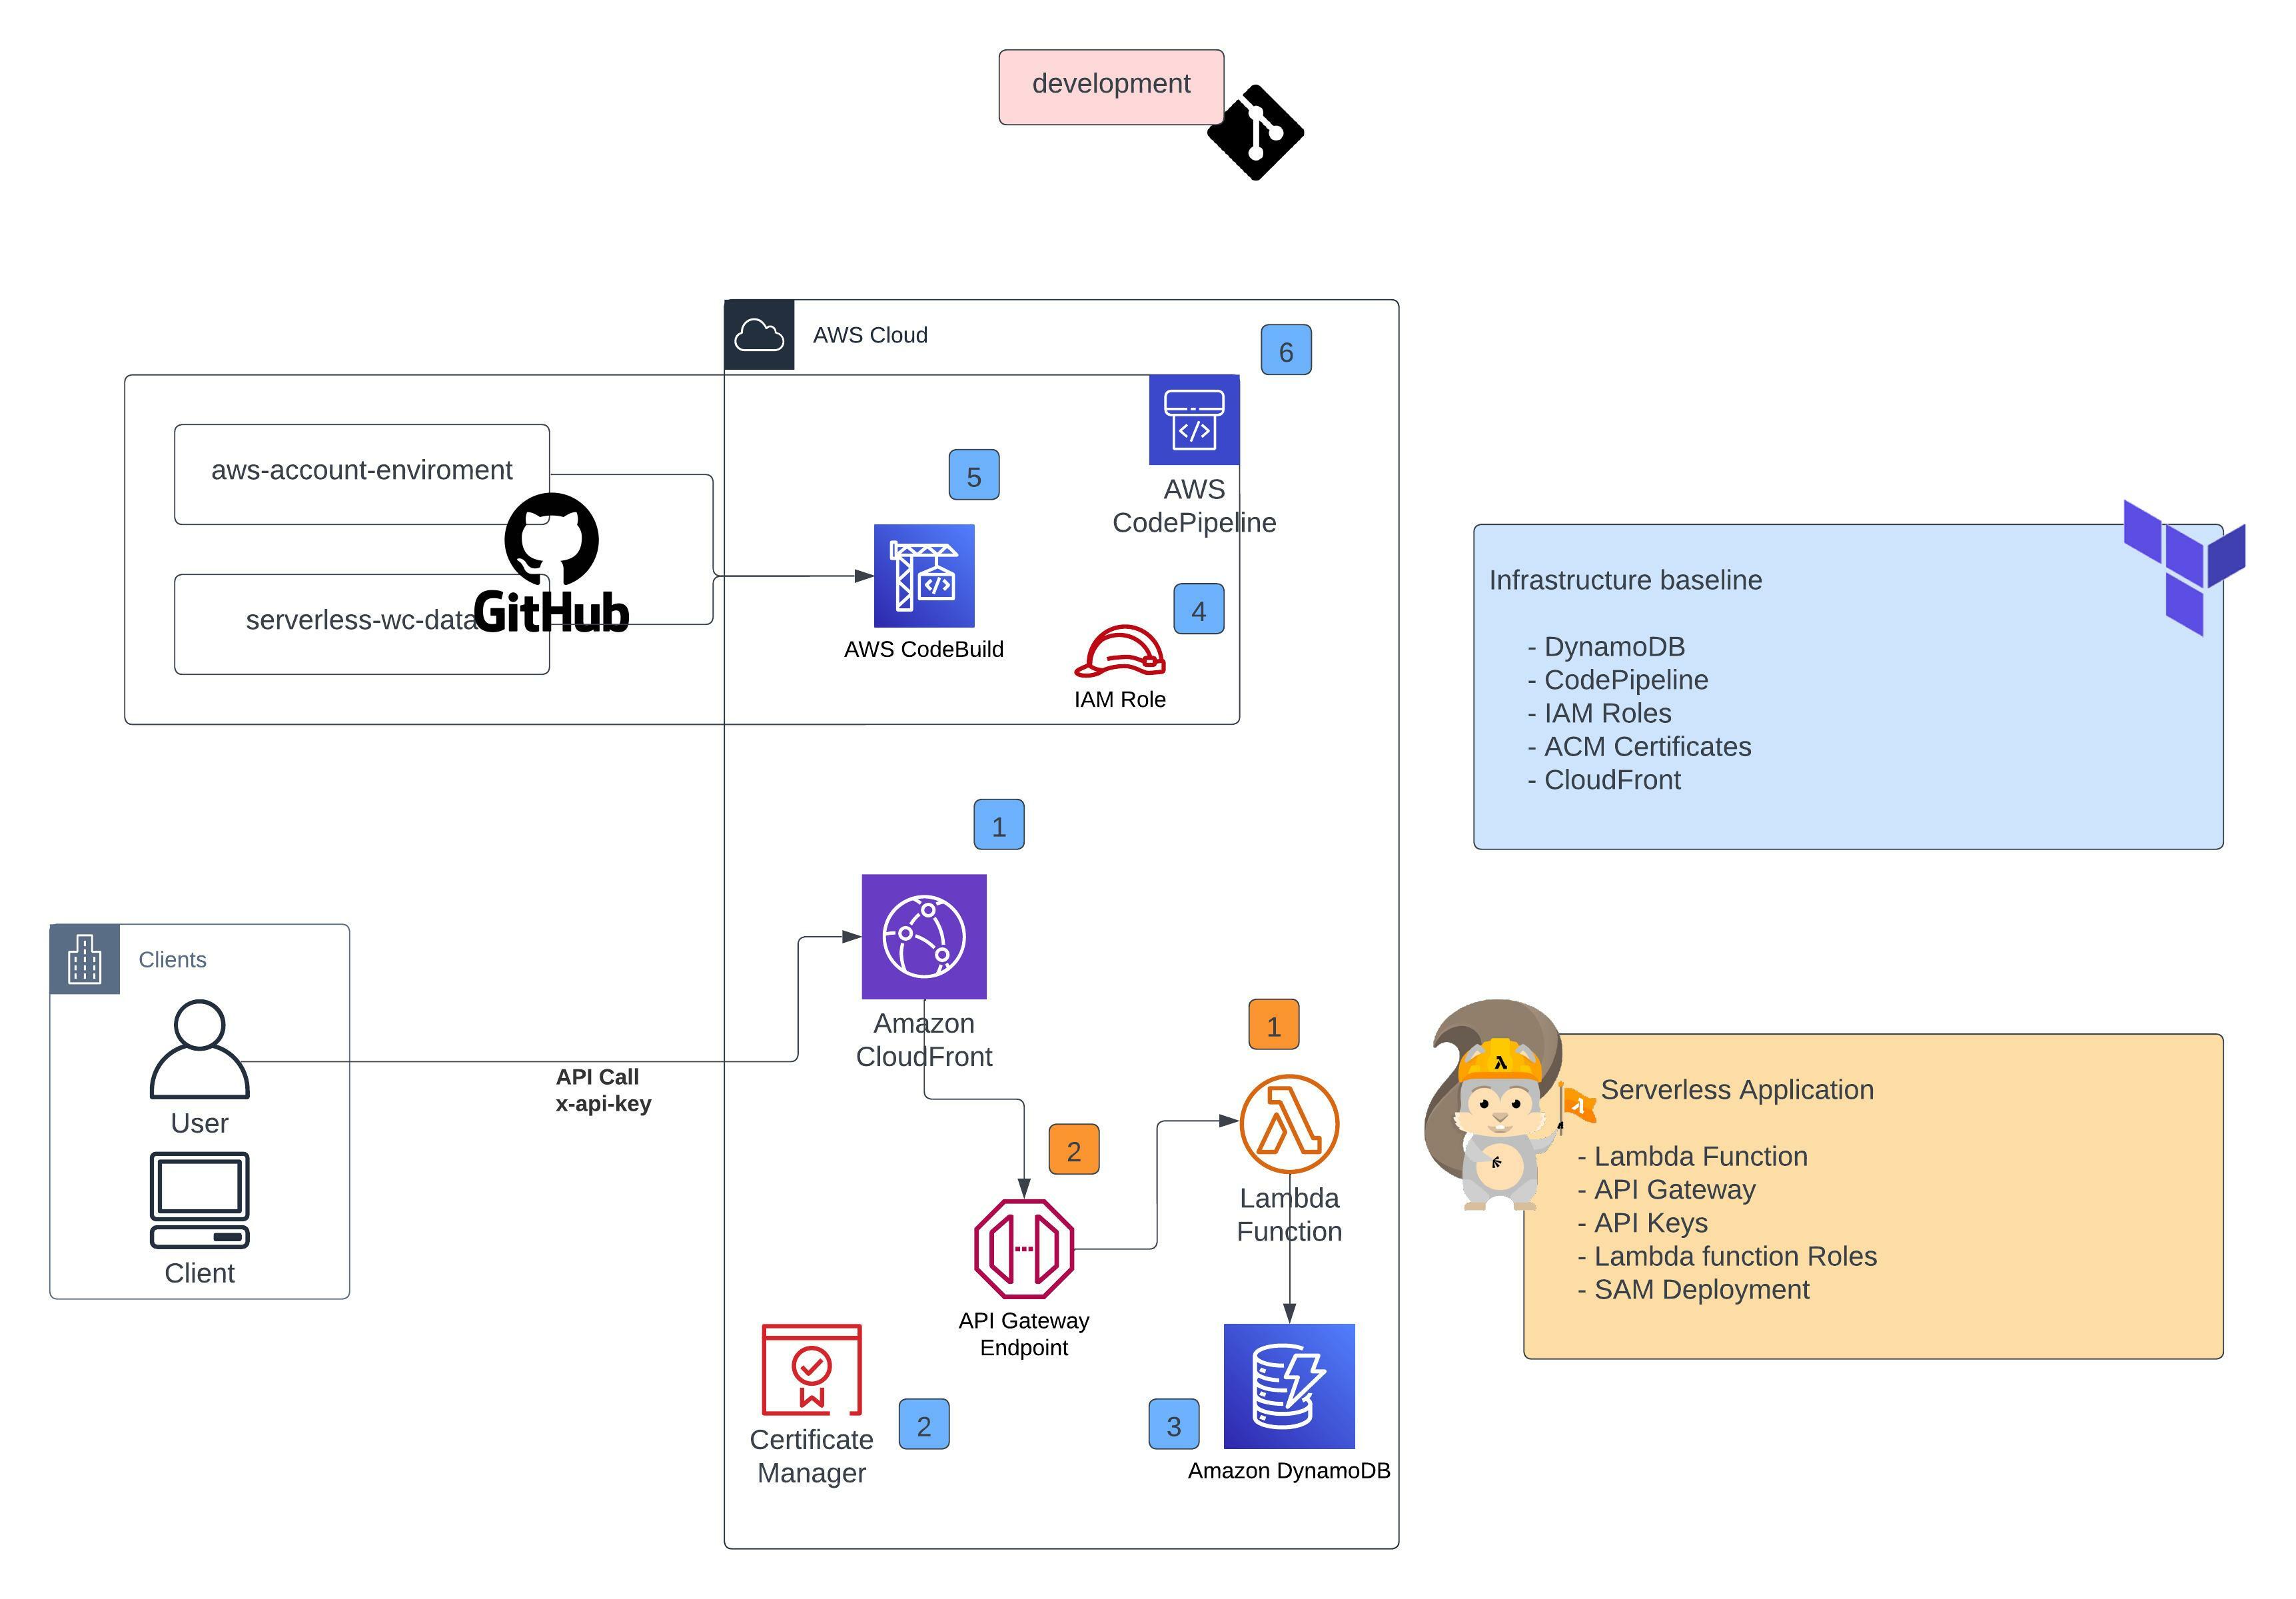 development
AWS Cloud
6
aws-account-enviroment
5
AWS
CodePipeline
GitHub
serverless-wc-data
AWS CodeBuild
4
IAM Role
Infrastructure baseline
- DynamoDB
- CodePipeline
- IAM Roles
- ACM Certificates
- CloudFront
1
Clients
User
Client
API Call
x-api-key
Amazon
CloudFront
1
2
Lambda
Function
API Gateway
Endpoint
Certificate
Manager
2
3
Amazon DynamoDB
Serverless Application
- Lambda Function
- API Gateway
- API Keys
- Lambda function Roles
- SAM Deployment